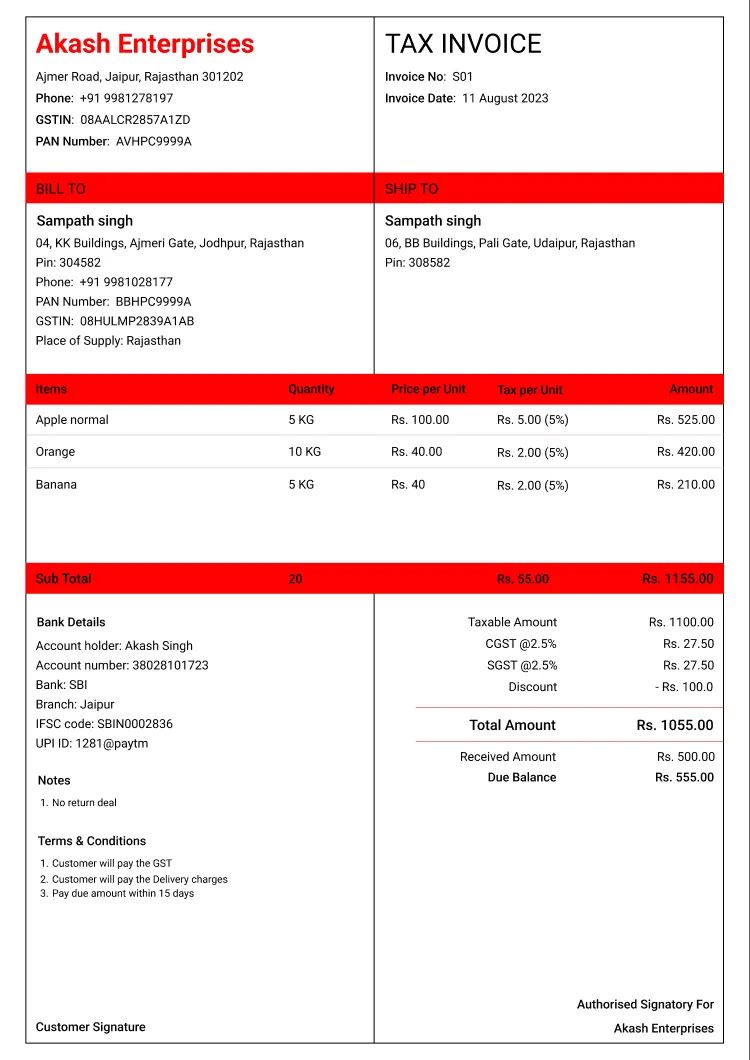 Akash Enterprises
Ajmer Road, Jaipur, Rajasthan 301202
Phone: +91 9981278197
GSTIN: 08AALCR2857A1ZD
PAN Number: AVHPC9999A
TAX INVOICE
Invoice No: S01
Invoice Date: 11 August 2023
BILL TO
Sampath singh
04, KK Buildings, Ajmeri Gate, Jodhpur, Rajasthan
Pin: 304582
Phone: +91 9981028177
PAN Number: BBHPC9999A
GSTIN: 08HULMP2839A1AB
Place of Supply: Rajasthan
SHIP TO
Sampath singh
06, BB Buildings, Pali Gate, Udaipur, Rajasthan
Pin: 308582
Items Quantity Price per Unit Tax per Unit Amount
Apple normal 5 KG Rs. 100.00 Rs. 5.00 (5%) Rs. 525.00
Orange 10 KG Rs. 40.00 Rs. 2.00 (5%) Rs. 420.00
Banana 5 KG Rs. 40 Rs. 2.00 (5%) Rs. 210.00
Sub Total 20 Rs. 55.00 Rs. 1155.00
Bank Details
Account holder: Akash Singh
Account number: 38028101723
Bank: SBI
Branch: Jaipur
IFSC code: SBIN0002836
UPI ID: 1281@paytm
Notes
1. No return deal
Terms & Conditions
1. Customer will pay the GST
2. Customer will pay the Delivery charges
3. Pay due amount within 15 days
Customer Signature
Taxable Amount Rs. 1100.00
CGST @2.5% Rs. 27.50
SGST @2.5% Rs. 27.50
Discount - Rs. 100.0
Total Amount Rs. 1055.00
Received Amount Rs. 500.00
Due Balance Rs. 555.00
Authorised Signatory For
Akash Enterprises